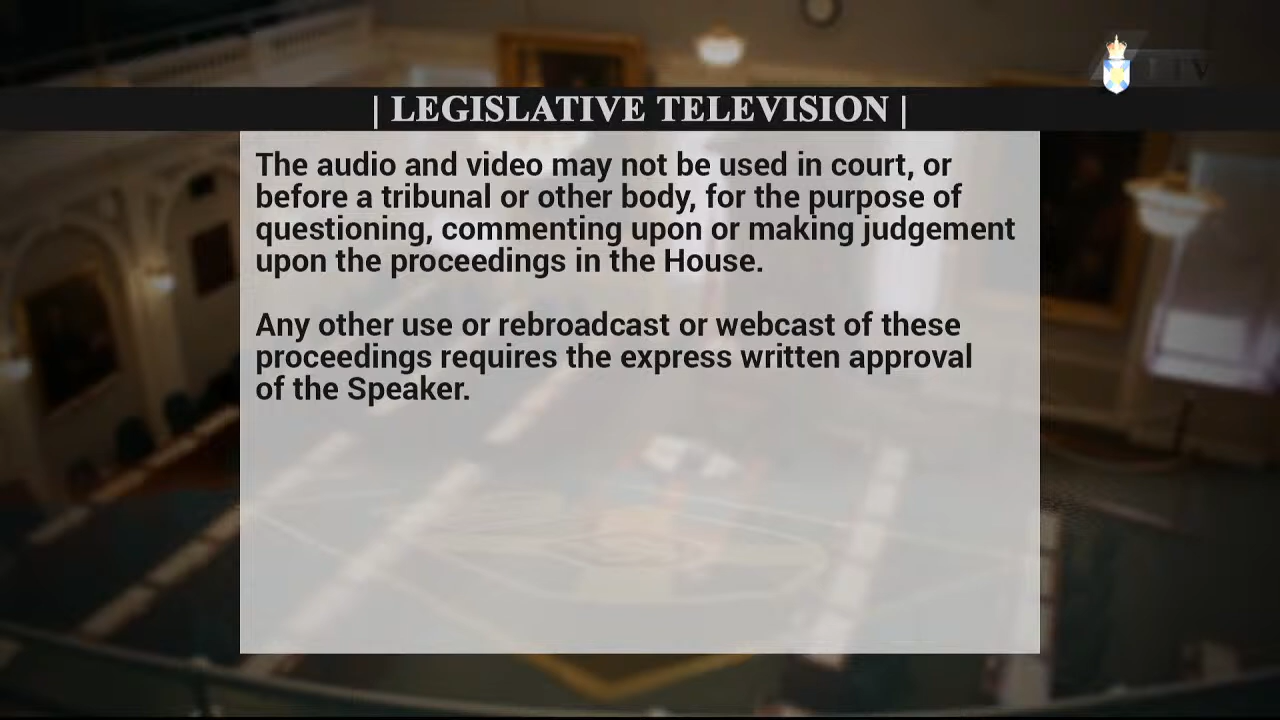 | LEGISLATIVE TELEVISION |
The audio and video may not be used in court, or
before a tribunal or other body, for the purpose of
questioning, commenting upon or making judgement
upon the proceedings in the House.
Any other use or rebroadcast or webcast of these
proceedings requires the express written approval
of the Speaker.